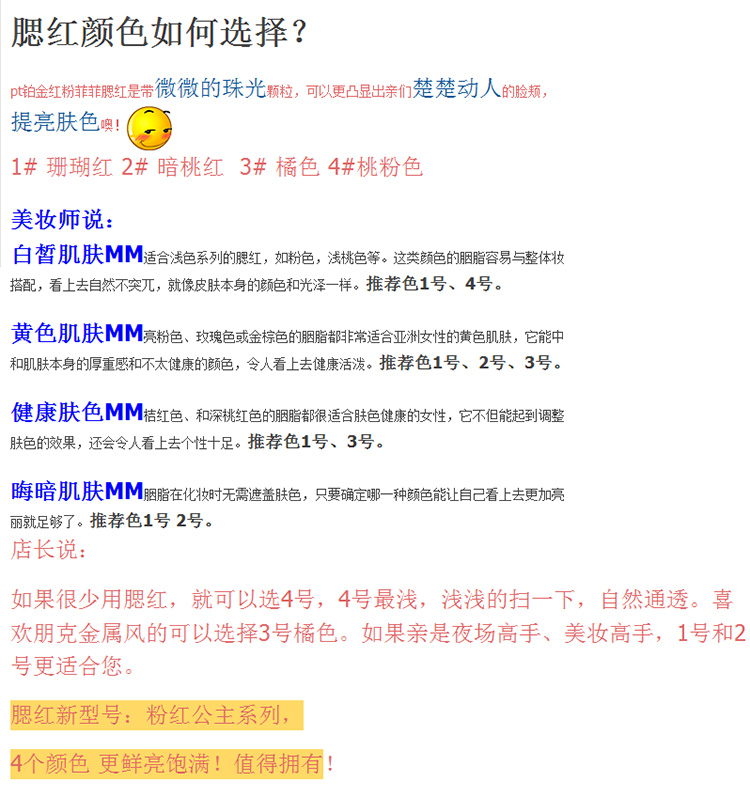 腮红颜色如何选择？
pt铂金红粉菲菲腮红是带微微的珠光颗粒，可以更凸显出亲们楚楚动人的脸颊，
提亮肤色噢！
1# 珊瑚红 2# 暗桃红 3# 橘色 4#桃粉色
美妆师说：
白皙肌肤MM适合浅色系列的腮红，如粉色，浅桃色等。这类颜色的胭脂容易与整体妆
搭配，看上去自然不突兀，就像皮肤本身的颜色和光泽一样。推荐色1号、4号。
黄色肌肤MM亮粉色、玫瑰色或金棕色的胭脂都非常适合亚洲女性的黄色肌肤，它能中
和肌肤本身的厚重感和不太健康的颜色，令人看上去健康活泼。推荐色1号、2号、3号。
健康肤色MM桔红色、和深桃红色的胭脂都很适合肤色健康的女性，它不但能起到调整
肤色的效果，还会令人看上去个性十足。推荐色1号、3号。
晦暗肌肤MM胭脂在化妆时无需遮盖肤色，只要确定哪一种颜色能让自己看上去更加亮
丽就足够了。推荐色1号 2号。
店长说：
如果很少用腮红，就可以选4号，4号最浅，浅浅的扫一下，自然通透。喜
欢朋克金属风的可以选择3号橘色。如果亲是夜场高手、美妆高手，1号和2
号更适合您。
腮红新型号：粉红公主系列，
4个颜色 更鲜亮饱满！值得拥有！